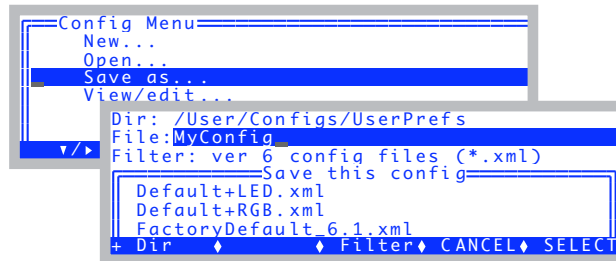 Config Menu
New...
Open...
Save as...
View/edit...
▼/▶
Dir: /User/Configs/UserPrefs
File:MyConfig_
Filter: ver 6 config files (*.xml)
Save this config
Default+LED.xml
Default+RGB.xml
FactoryDefault_6.1.xml
+ Dir ♦ ♦ Filter♦ CANCEL♦ SELECT